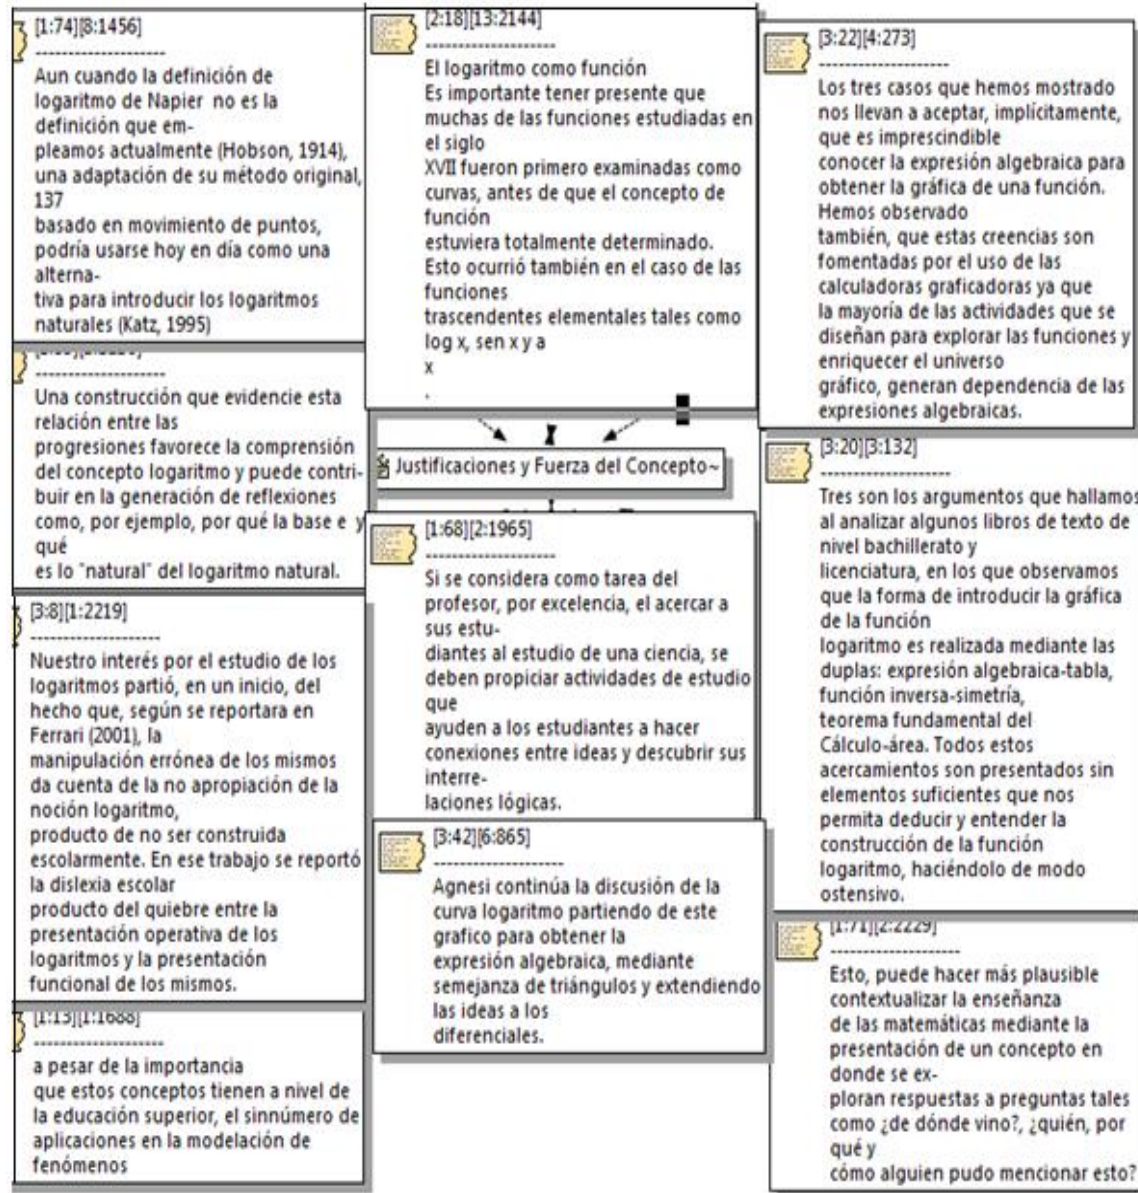 [1:74][8:1456]
--------------------
Aun cuando la definición de
logaritmo de Napier no es la
definición que em-
pleamos actualmente (Hobson, 1914),
una adaptación de su método original,
137
basado en movimiento de puntos,
podría usarse hoy en día como una
alterna-
tiva para introducir los logaritmos
naturales (Katz, 1995)
--------------------
Una construcción que evidencie esta
relación entre las
progresiones favorece la comprensión
del concepto logaritmo y puede contri-
buir en la generación de reflexiones
como, por ejemplo, por qué la base e y
qué
es lo "natural" del logaritmo natural.
[3:8][1:2219]
--------------------
Nuestro interés por el estudio de los
logaritmos partió, en un inicio, del
hecho que, según se reportara en
Ferrari (2001), la
manipulación errónea de los mismos
da cuenta de la no apropiación de la
noción logaritmo,
producto de no ser construida
escolarmente. En ese trabajo se reportó
la dislexia escolar
producto del quiebre entre la
presentación operativa de los
logaritmos y la presentación
funcional de los mismos.
[1:13][1:1688]
--------------------
a pesar de la importancia
que estos conceptos tienen a nivel de
la educación superior, el sinnúmero de
aplicaciones en la modelación de
fenómenos
[2:18][13:2144]
--------------------
El logaritmo como función
Es importante tener presente que
muchas de las funciones estudiadas en
el siglo
XVII fueron primero examinadas como
curvas, antes de que el concepto de
función
estuviera totalmente determinado.
Esto ocurrió también en el caso de las
funciones
trascendentes elementales tales como
log x, sen x y a
x
.
Justificaciones y Fuerza del Concepto~
[1:68][2:1965]
--------------------
Si se considera como tarea del
profesor, por excelencia, el acercar a
sus estu-
diantes al estudio de una ciencia, se
deben propiciar actividades de estudio
que
ayuden a los estudiantes a hacer
conexiones entre ideas y descubrir sus
interre-
laciones lógicas.
[3:42][6:865]
--------------------
Agnesi continúa la discusión de la
curva logaritmo partiendo de este
grafico para obtener la
expresión algebraica, mediante
semejanza de triángulos y extendiendo
las ideas a los
diferenciales.
[3:22][4:273]
--------------------
Los tres casos que hemos mostrado
nos llevan a aceptar, implícitamente,
que es imprescindible
conocer la expresión algebraica para
obtener la gráfica de una función.
Hemos observado
también, que estas creencias son
fomentadas por el uso de las
calculadoras graficadoras ya que
la mayoría de las actividades que se
diseñan para explorar las funciones y
enriquecer el universo
gráfico, generan dependencia de las
expresiones algebraicas.
[3:20][3:132]
--------------------
Tres son los argumentos que hallamos
al analizar algunos libros de texto de
nivel bachillerato y
licenciatura, en los que observamos
que la forma de introducir la gráfica
de la función
logaritmo es realizada mediante las
duplas: expresión algebraica-tabla,
función inversa-simetría,
teorema fundamental del
Cálculo-área. Todos estos
acercamientos son presentados sin
elementos suficientes que nos
permita deducir y entender la
construcción de la función
logaritmo, haciéndolo de modo
ostensivo.
[1:71][2:2229]
--------------------
Esto, puede hacer más plausible
contextualizar la enseñanza
de las matemáticas mediante la
presentación de un concepto en
donde se ex-
ploran respuestas a preguntas tales
como ¿de dónde vino?, ¿quién, por
qué y
cómo alguien pudo mencionar esto?